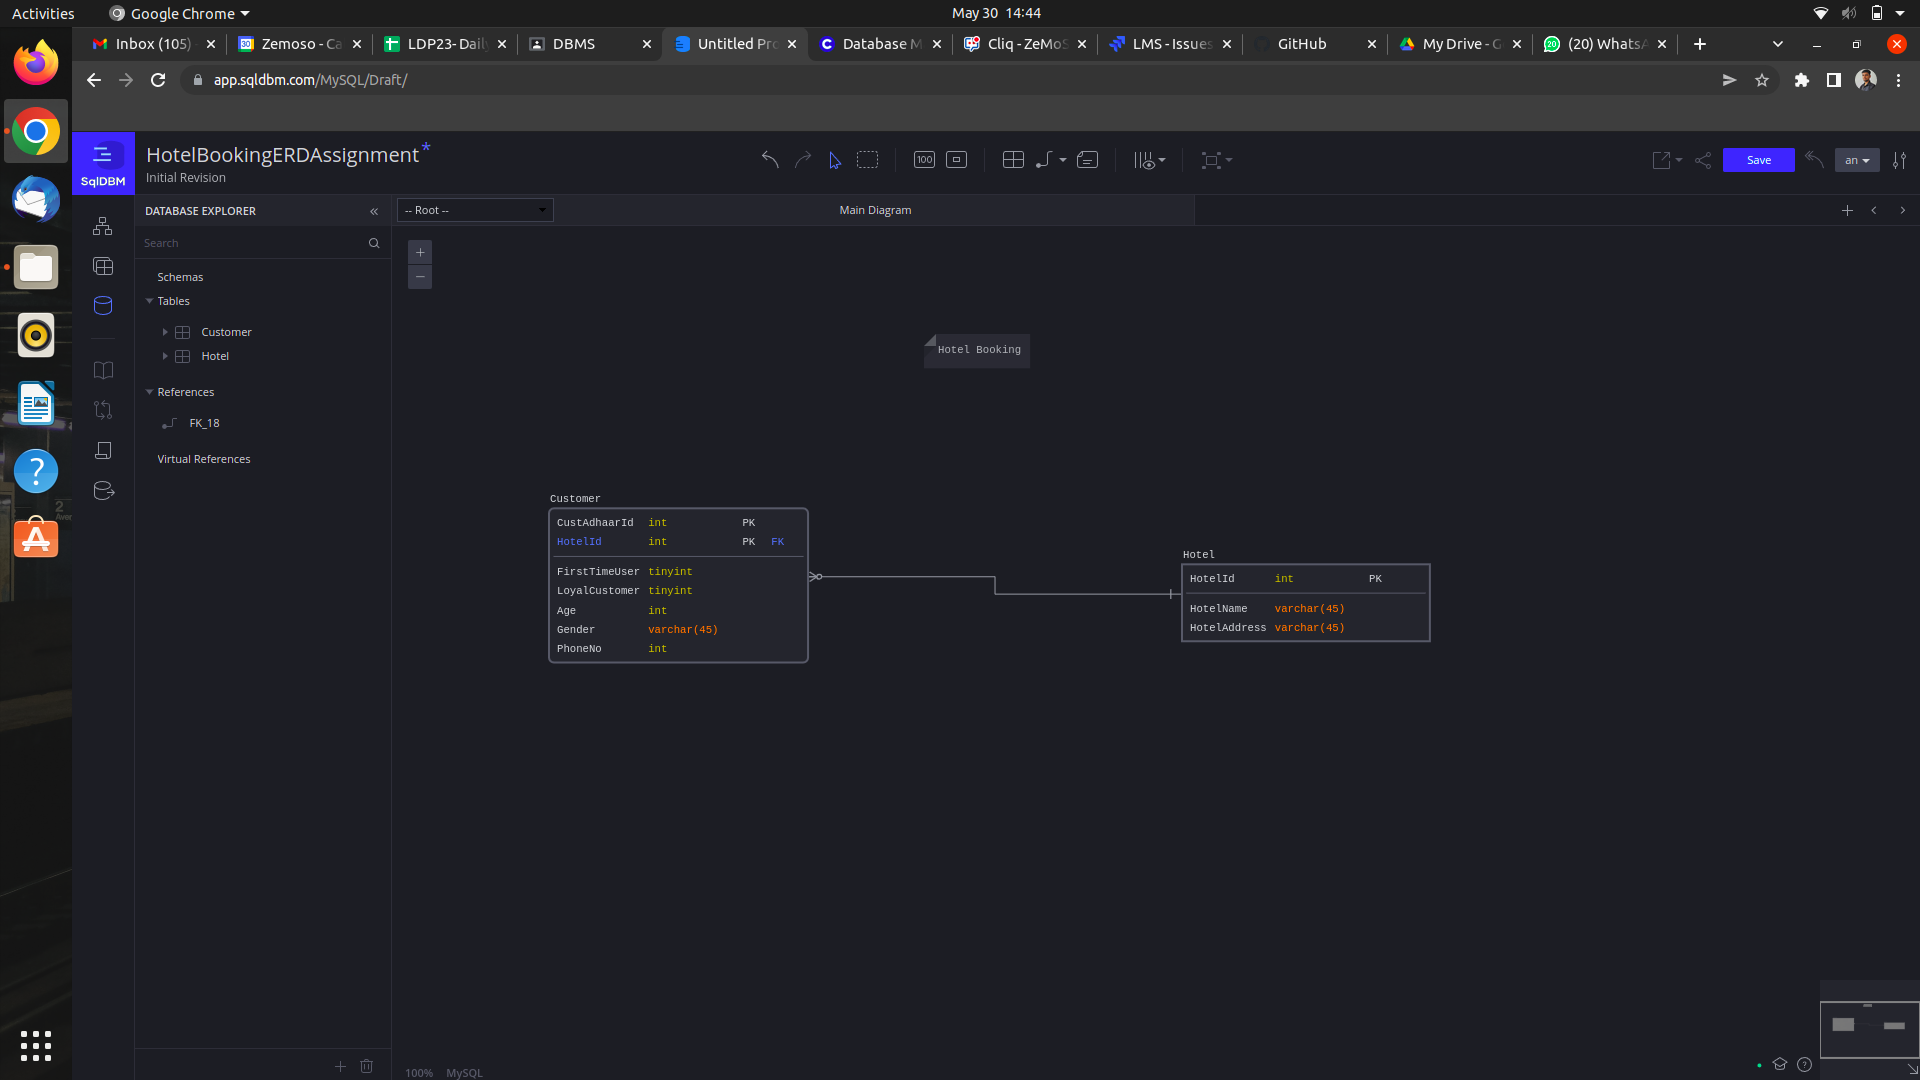 Activities
Google Chrome
May 30 14:44
Inbox (105)
Zemoso - Ca
LDP23- Daily
DBMS
Untitled Pro
Database M
Cliq - ZeMoS
LMS - Issues
GitHub
My Drive - G
(20) WhatsA
app.sqldbm.com/MySQL/Draft/
SqlDBM
HotelBookingERDAssignment*
Initial Revision
100
Save
an
DATABASE EXPLORER
-- Root --
Main Diagram
Search
Schemas
Tables
Customer
Hotel
References
FK_18
Virtual References
Hotel Booking
Customer
CustAdhaarId int PK
HotelId int PK FK
FirstTimeUser tinyint
LoyalCustomer tinyint
Age int
Gender varchar(45)
PhoneNo int
Hotel
HotelId int PK
HotelName varchar(45)
HotelAddress varchar(45)
100% MySQL